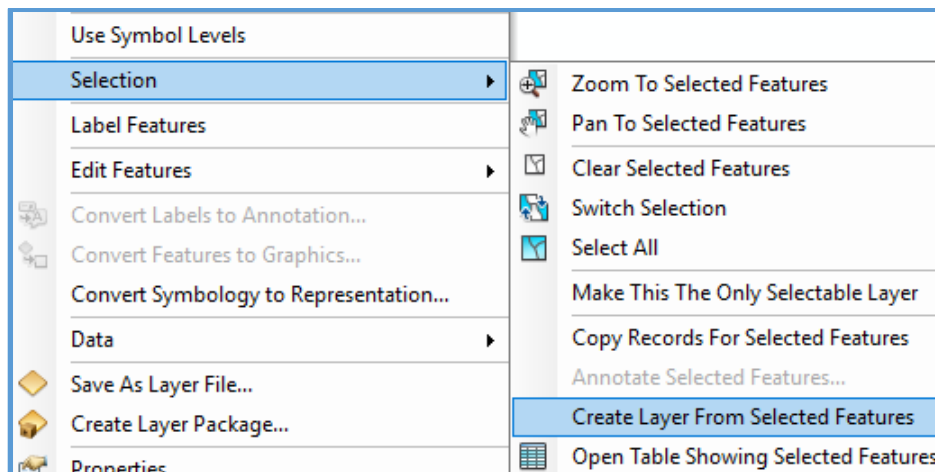 Use Symbol Levels
Selection
Label Features
Edit Features
Convert Labels to Annotation...
Convert Features to Graphics...
Convert Symbology to Representation...
Data
Save As Layer File...
Create Layer Package...
Properties
Zoom To Selected Features
Pan To Selected Features
Clear Selected Features
Switch Selection
Select All
Make This The Only Selectable Layer
Copy Records For Selected Features
Annotate Selected Features...
Create Layer From Selected Features
Open Table Showing Selected Features